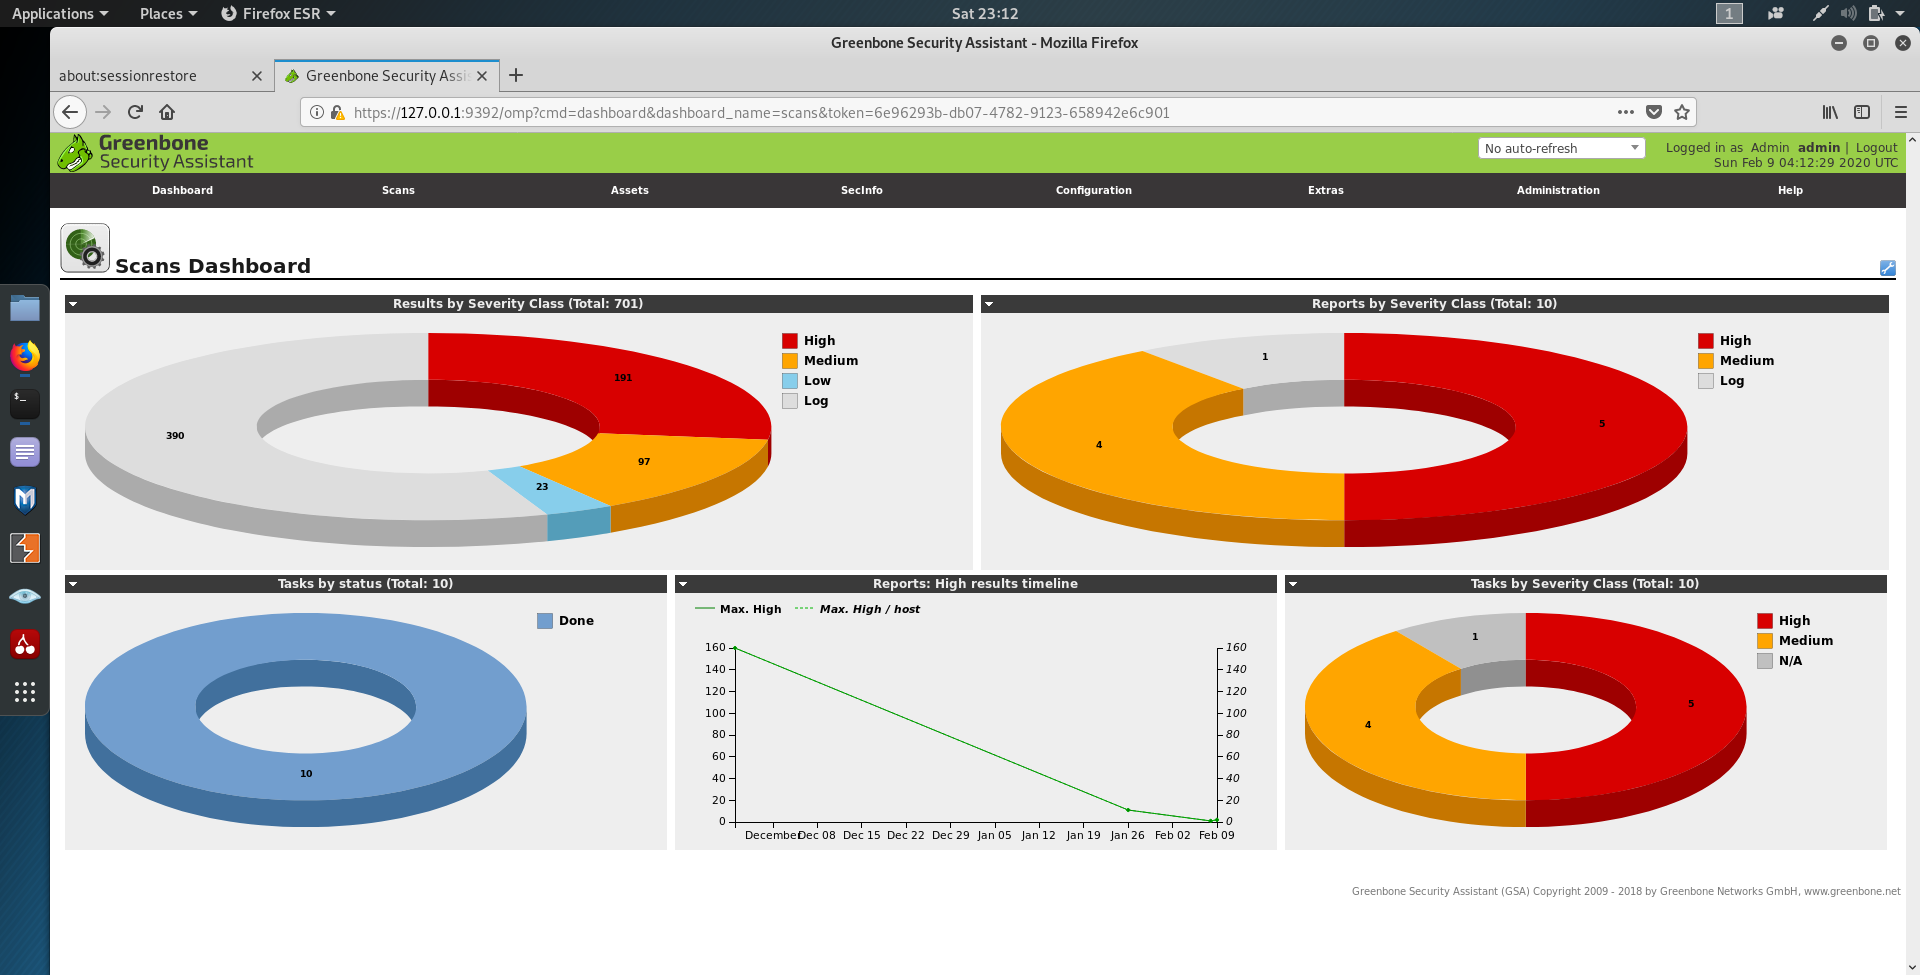 Applications Places Firefox ESR Sat 23:12 1
Greenbone Security Assistant - Mozilla Firefox
about:sessionrestore Greenbone Security Assis
https://127.0.0.1:9392/omp?cmd=dashboard&dashboard_name=scans&token=6e96293b-db07-4782-9123-658942e6c901
Greenbone
Security Assistant
No auto-refresh
Logged in as Admin admin | Logout
Sun Feb 9 04:12:29 2020 UTC
Dashboard Scans Assets SecInfo Configuration Extras Administration Help
Scans Dashboard
Results by Severity Class (Total: 701)
High
Medium
Low
Log
191
390
97
23
Reports by Severity Class (Total: 10)
High
Medium
Log
1
5
4
Tasks by status (Total: 10)
Done
10
Reports: High results timeline
Max. High Max. High / host
160 160
140 140
120 120
100 100
80 80
60 60
40 40
20 20
0 0
December Dec 08 Dec 15 Dec 22 Dec 29 Jan 05 Jan 12 Jan 19 Jan 26 Feb 02 Feb 09
Tasks by Severity Class (Total: 10)
High
Medium
N/A
1
5
4
Greenbone Security Assistant (GSA) Copyright 2009 - 2018 by Greenbone Networks GmbH, www.greenbone.net